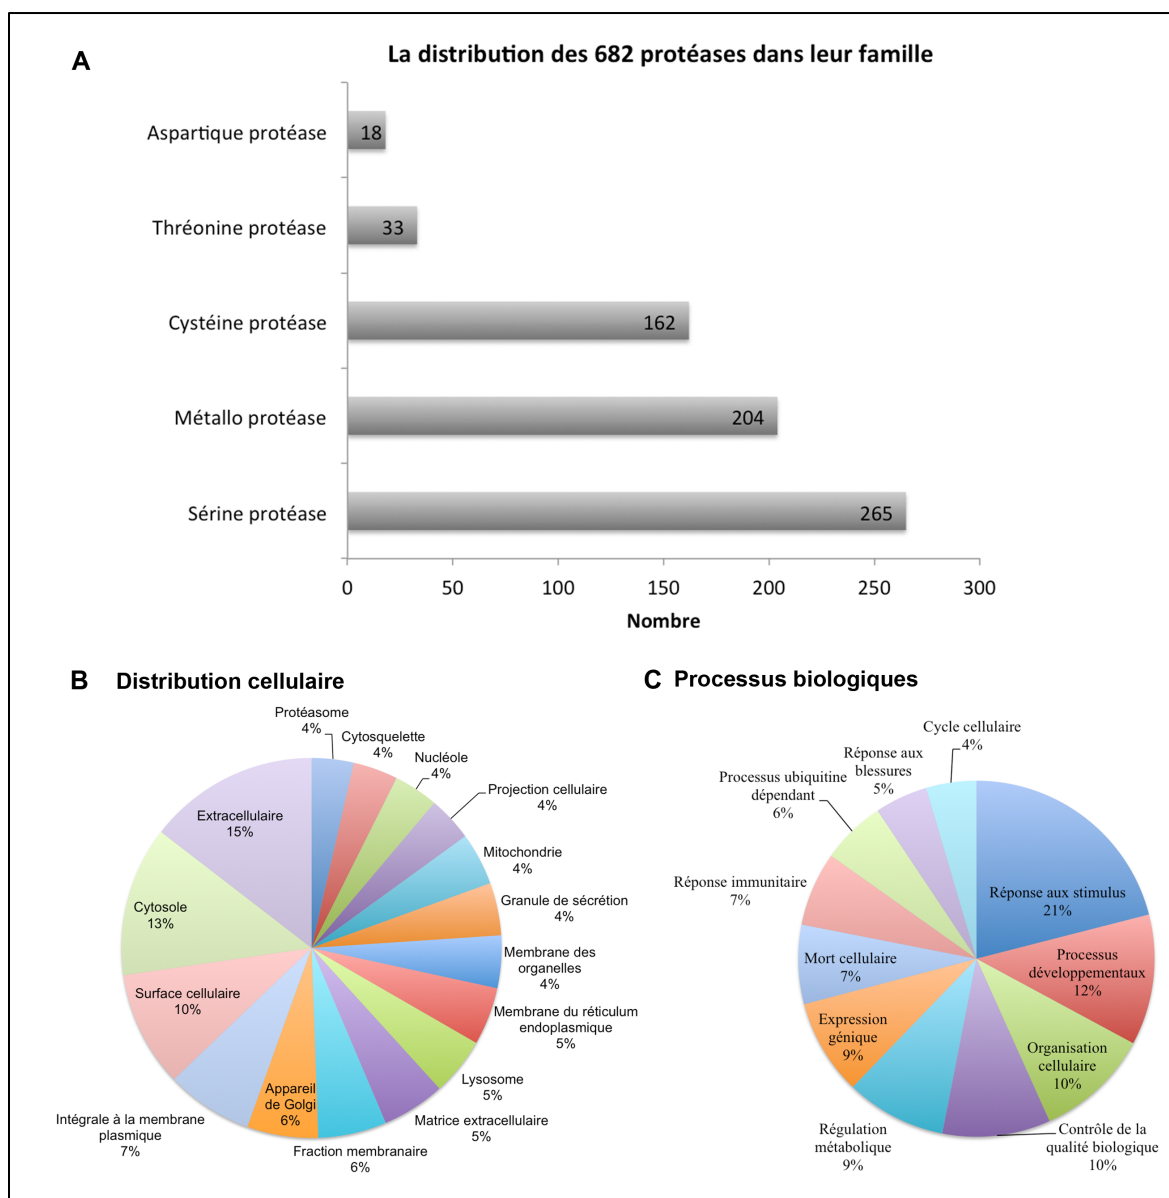 A
La distribution des 682 protéases dans leur famille
Aspartique protéase
18
Thréonine protéase
33
Cystéine protéase
162
Métallo protéase
204
Sérine protéase
265
0 50 100 150 200 250 300
Nombre
B Distribution cellulaire
Protéasome
4%
Cytosquelette
4%
Nucléole
4%
Projection cellulaire
4%
Mitochondrie
4%
Granule de sécrétion
4%
Membrane des
organelles
4%
Membrane du réticulum
endoplasmique
5%
Lysosome
5%
Matrice extracellulaire
5%
Fraction membranaire
6%
Appareil
de Golgi
6%
Intégrale à la membrane
plasmique
7%
Surface cellulaire
10%
Cytosole
13%
Extracellulaire
15%
C Processus biologiques
Réponse aux stimulus
21%
Processus
développementaux
12%
Organisation
cellulaire
10%
Contrôle de la
qualité biologique
10%
Régulation
métabolique
9%
Expression
génique
9%
Mort cellulaire
7%
Réponse immunitaire
7%
Processus ubiquitine
dépendant
6%
Réponse aux
blessures
5%
Cycle cellulaire
4%